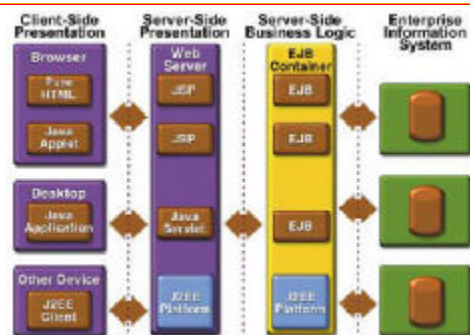 Client-Side
Presentation
Server-Side
Presentation
Server-Side
Business Logic
Enterprise
Information
System
Browser
Pure
HTML
Java
Applet
Desktop
Java
Application
Other Device
J2EE
Client
Web
Server
JSP
JSP
Java
Servlet
J2EE
Platform
EJB
Container
EJB
EJB
EJB
J2EE
Platform